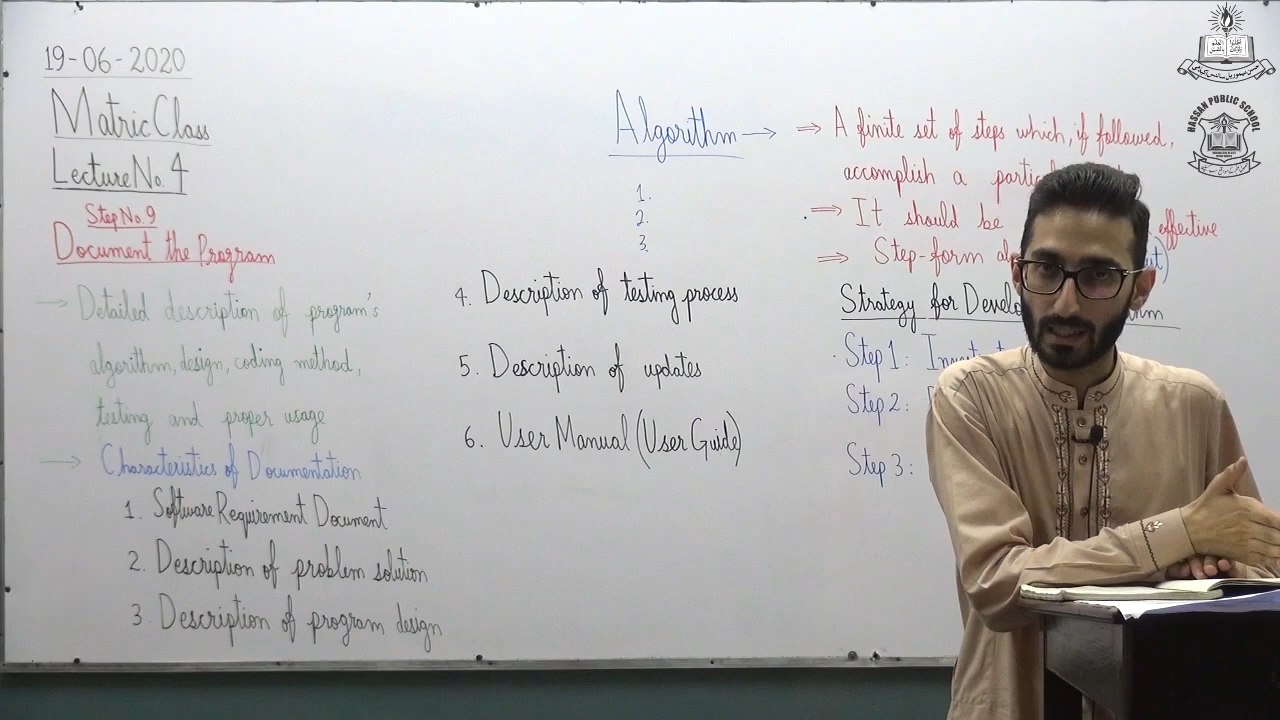 19-06-2020
Matric Class
Lecture No. 4
Step No. 9
Document the Program
→ Detailed description of program's
algorithm, design, coding method,
testing and proper usage
→ Characteristics of Documentation
1. Software Requirement Document
2. Description of problem solution
3. Description of program design
4. Description of testing process
5. Description of updates
6. User Manual (User Guide)
Algorithm →
1.
2.
3.
⇒ A finite set of steps which, if followed,
accomplish a
⇒ It should be effective
⇒ Step-form
Strategy for
Step 1:
Step 2:
Step 3:
HASSAN PUBLIC SCHOOL